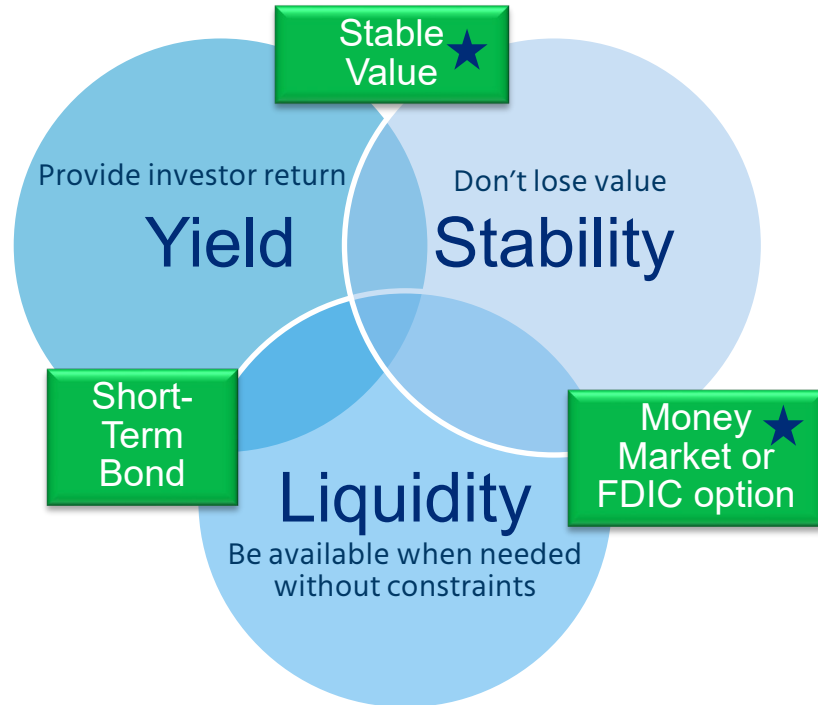 Stable
Value
Provide investor return
Yield
Don’t lose value
Stability
Short-
Term
Bond
Money
Market or
FDIC option
Liquidity
Be available when needed
without constraints